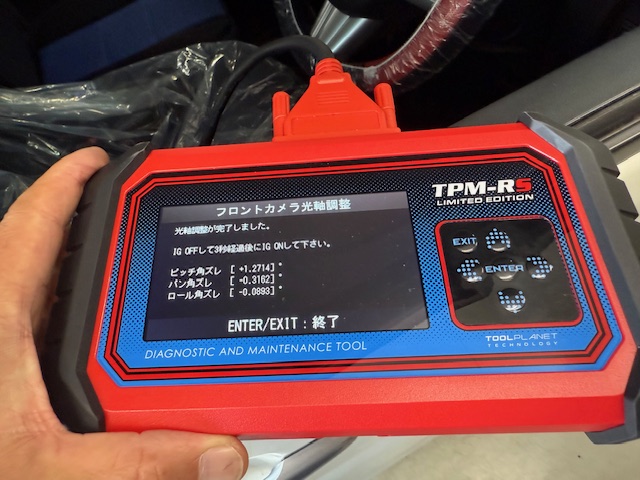 TPM-RS
LIMITED EDITION
フロントカメラ光軸調整
光軸調整が完了しました。
IG OFFして3秒経過後にIG ONして下さい。
ピッチ角ズレ [ +1.2714] °
パン角ズレ [ -0.3162] °
ロール角ズレ [ -0.0893] °
ENTER/EXIT : 終了
EXIT
ENTER
DIAGNOSTIC AND MAINTENANCE TOOL
TOOLPLANET
TECHNOLOGY